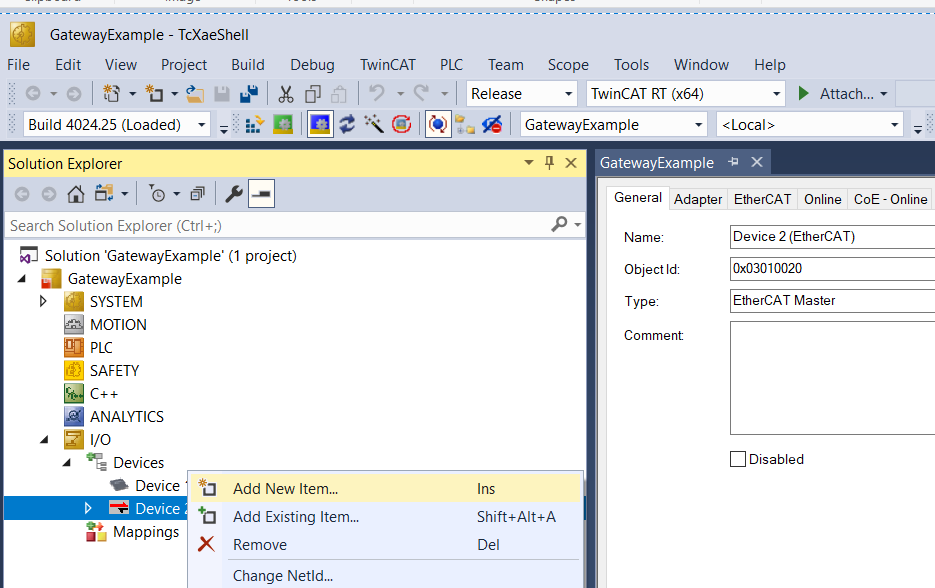 GatewayExample - TcXaeShell
File Edit View Project Build Debug TwinCAT PLC Team Scope Tools Window Help
Release TwinCAT RT (x64) Attach...
Build 4024.25 (Loaded) GatewayExample <Local>
Solution Explorer
Search Solution Explorer (Ctrl+;)
Solution 'GatewayExample' (1 project)
GatewayExample
SYSTEM
MOTION
PLC
SAFETY
C++
ANALYTICS
I/O
Devices
Device
Device 2
Mappings
Add New Item... Ins
Add Existing Item... Shift+Alt+A
Remove Del
Change NetId...
GatewayExample
General Adapter EtherCAT Online CoE - Online
Name: Device 2 (EtherCAT)
Object Id: 0x03010020
Type: EtherCAT Master
Comment:
Disabled